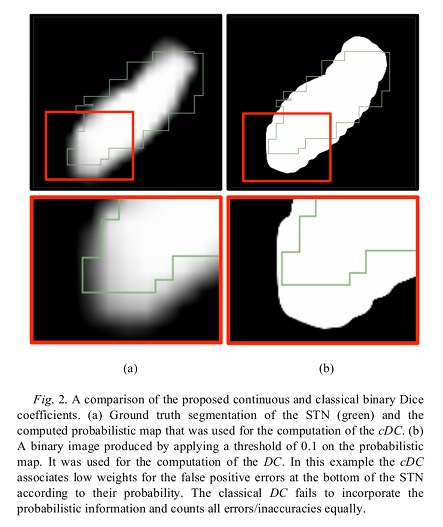 (a)
(b)
Fig. 2. A comparison of the proposed continuous and classical binary Dice
coefficients. (a) Ground truth segmentation of the STN (green) and the
computed probabilistic map that was used for the computation of the cDC. (b)
A binary image produced by applying a threshold of 0.1 on the probabilistic
map. It was used for the computation of the DC. In this example the cDC
associates low weights for the false positive errors at the bottom of the STN
according to their probability. The classical DC fails to incorporate the
probabilistic information and counts all errors/inaccuracies equally.